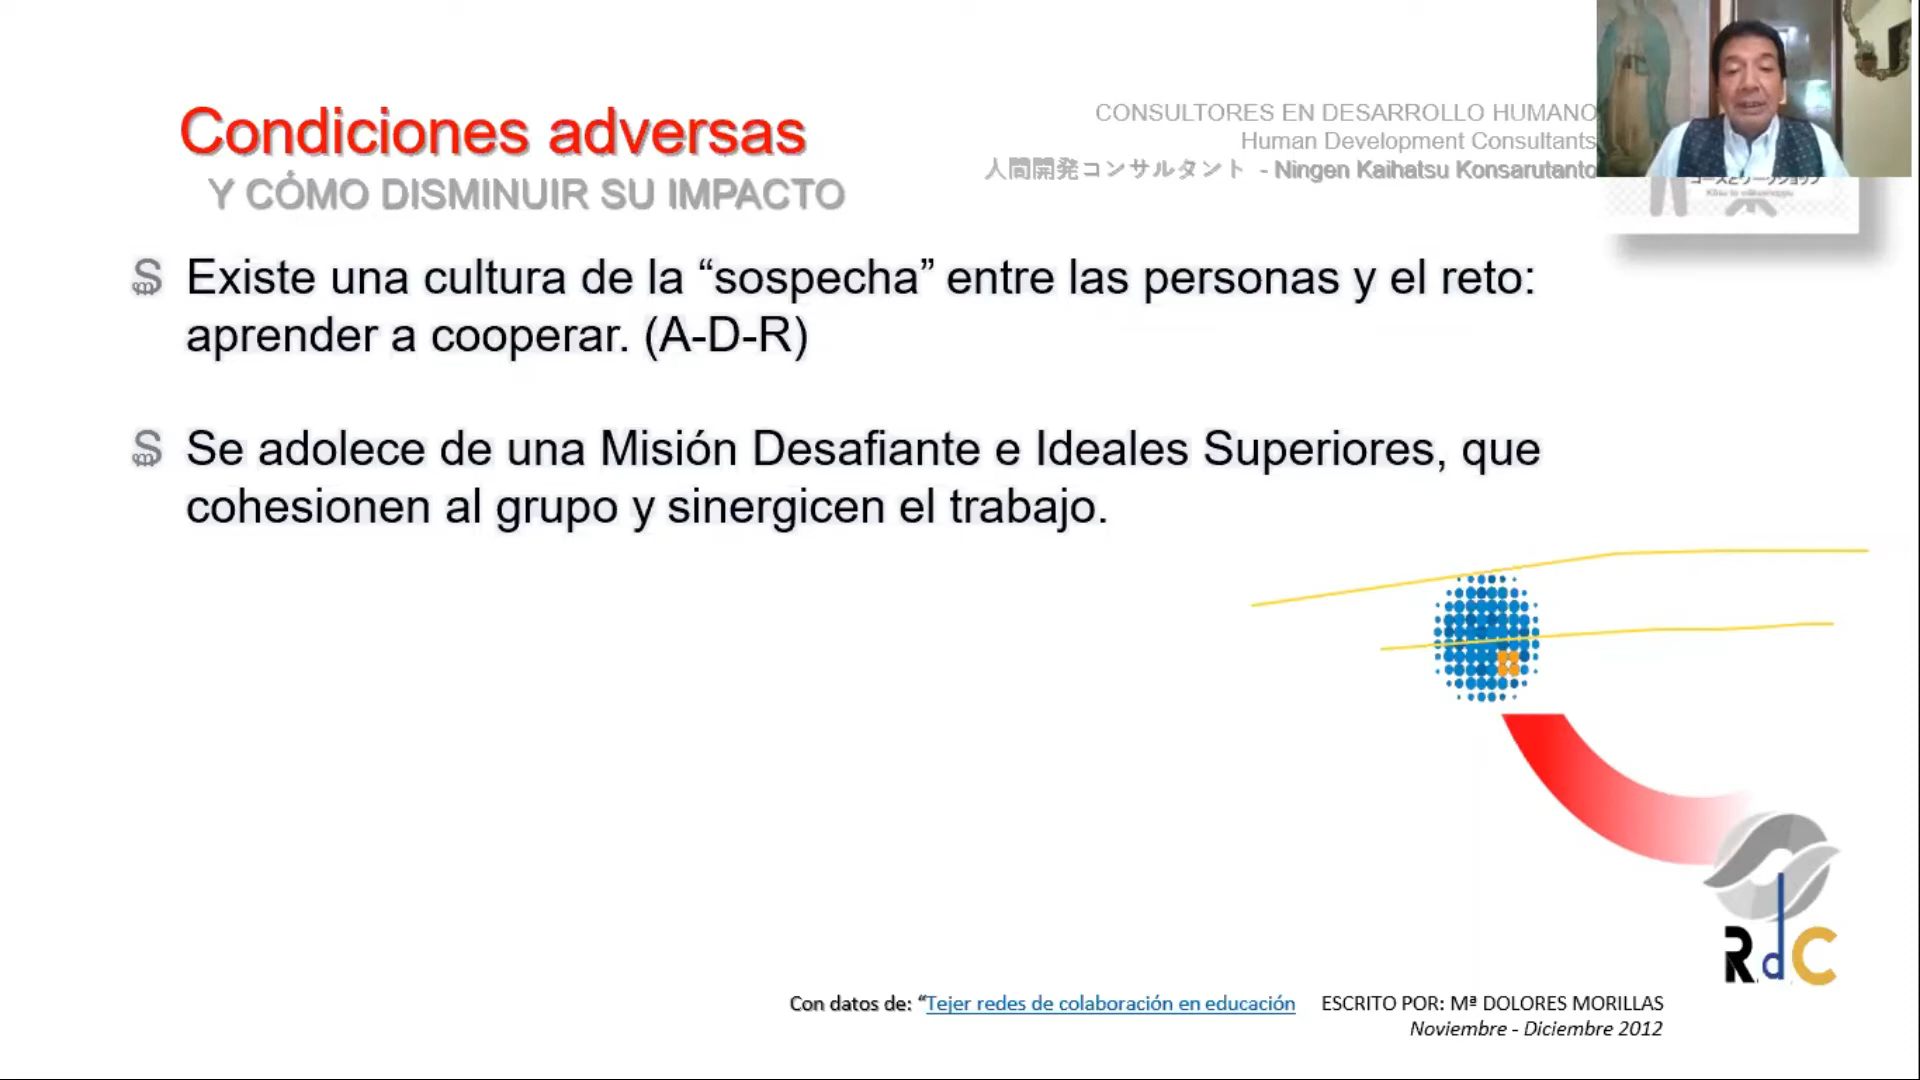 Condiciones adversas
Y CÓMO DISMINUIR SU IMPACTO
CONSULTORES EN DESARROLLO HUMANO
Human Development Consultants
人間開発コンサルタント - Ningen Kaihatsu Konsarutanto
Existe una cultura de la “sospecha” entre las personas y el reto:
aprender a cooperar. (A-D-R)
Se adolece de una Misión Desafiante e Ideales Superiores, que
cohesionen al grupo y sinergicen el trabajo.
RdC
Con datos de: “Tejer redes de colaboración en educación ESCRITO POR: Mª DOLORES MORILLAS
Noviembre - Diciembre 2012